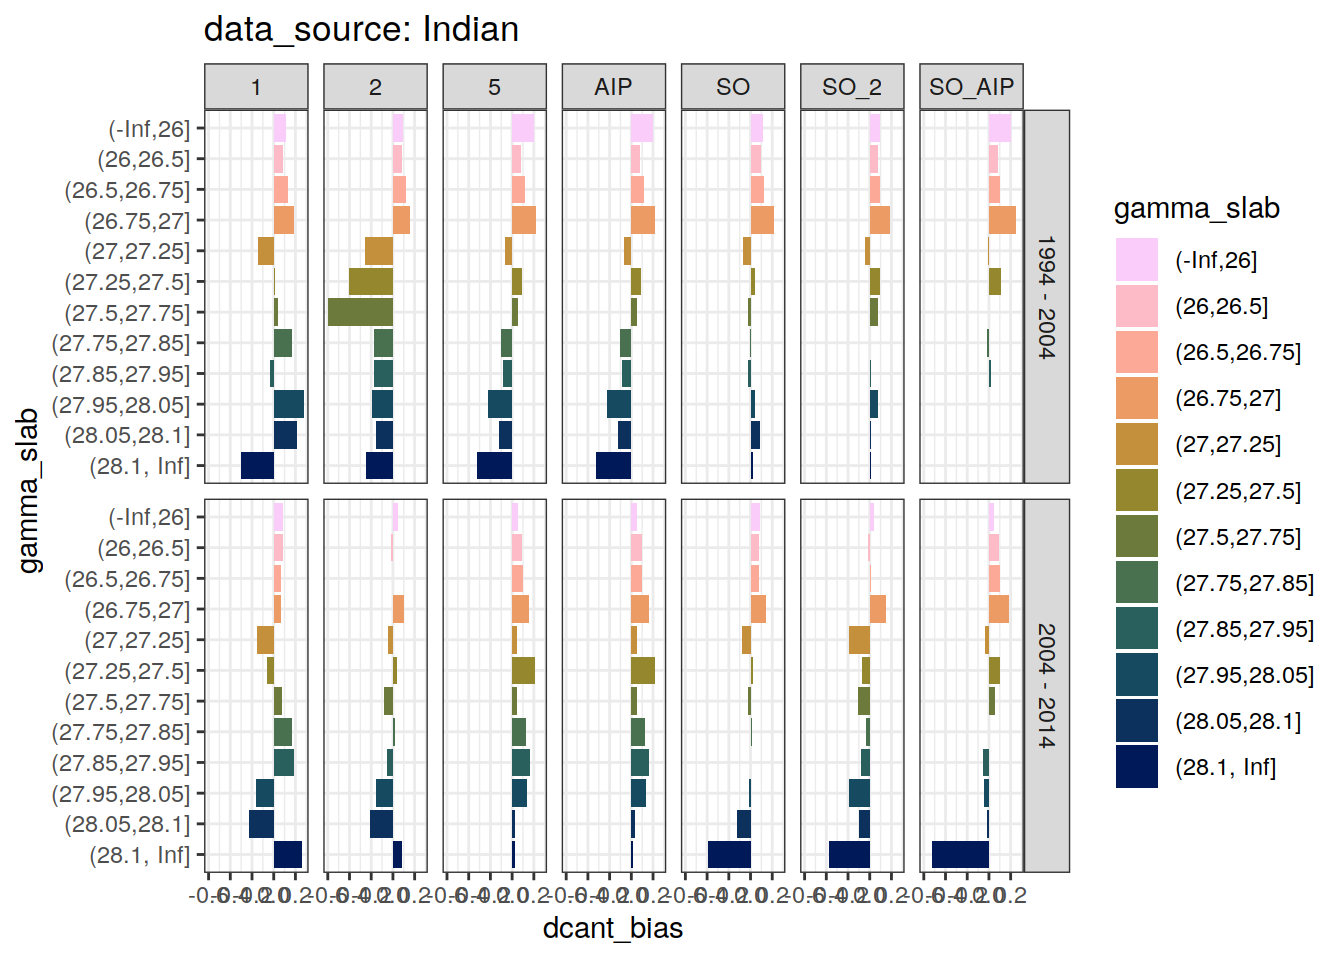 data_source: Indian
1 2 5 AIP SO SO_2 SO_AIP
gamma_slab
(-Inf,26]
(26,26.5]
(26.5,26.75]
(26.75,27]
(27,27.25]
(27.25,27.5]
(27.5,27.75]
(27.75,27.85]
(27.85,27.95]
(27.95,28.05]
(28.05,28.1]
(28.1, Inf]
1994 - 2004
(-Inf,26]
(26,26.5]
(26.5,26.75]
(26.75,27]
(27,27.25]
(27.25,27.5]
(27.5,27.75]
(27.75,27.85]
(27.85,27.95]
(27.95,28.05]
(28.05,28.1]
(28.1, Inf]
2004 - 2014
dcant_bias
gamma_slab
(-Inf,26]
(26,26.5]
(26.5,26.75]
(26.75,27]
(27,27.25]
(27.25,27.5]
(27.5,27.75]
(27.75,27.85]
(27.85,27.95]
(27.95,28.05]
(28.05,28.1]
(28.1, Inf]